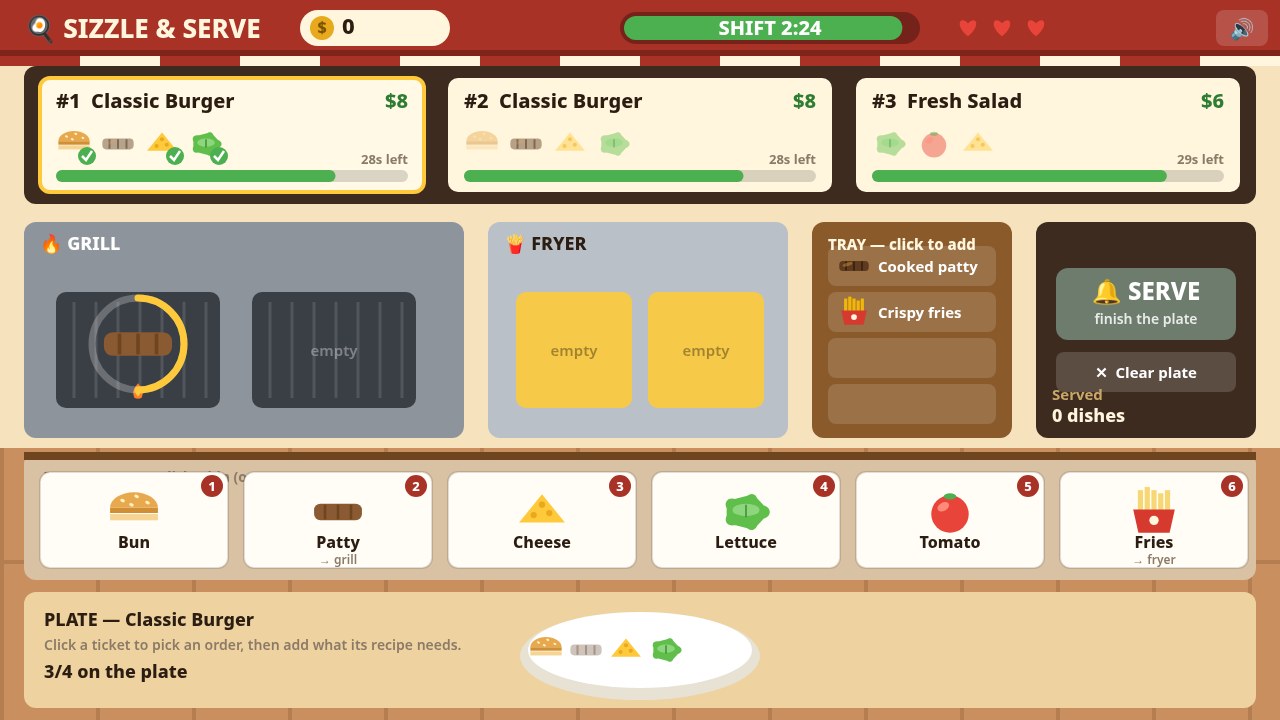 SIZZLE & SERVE
$ 0
SHIFT 2:24
#1 Classic Burger $8
28s left
#2 Classic Burger $8
28s left
#3 Fresh Salad $6
29s left
GRILL
empty
FRYER
empty
empty
TRAY — click to add
Cooked patty
Crispy fries
SERVE
finish the plate
✕ Clear plate
Served
0 dishes
1
Bun
2
Patty
→ grill
3
Cheese
4
Lettuce
5
Tomato
6
Fries
→ fryer
PLATE — Classic Burger
Click a ticket to pick an order, then add what its recipe needs.
3/4 on the plate